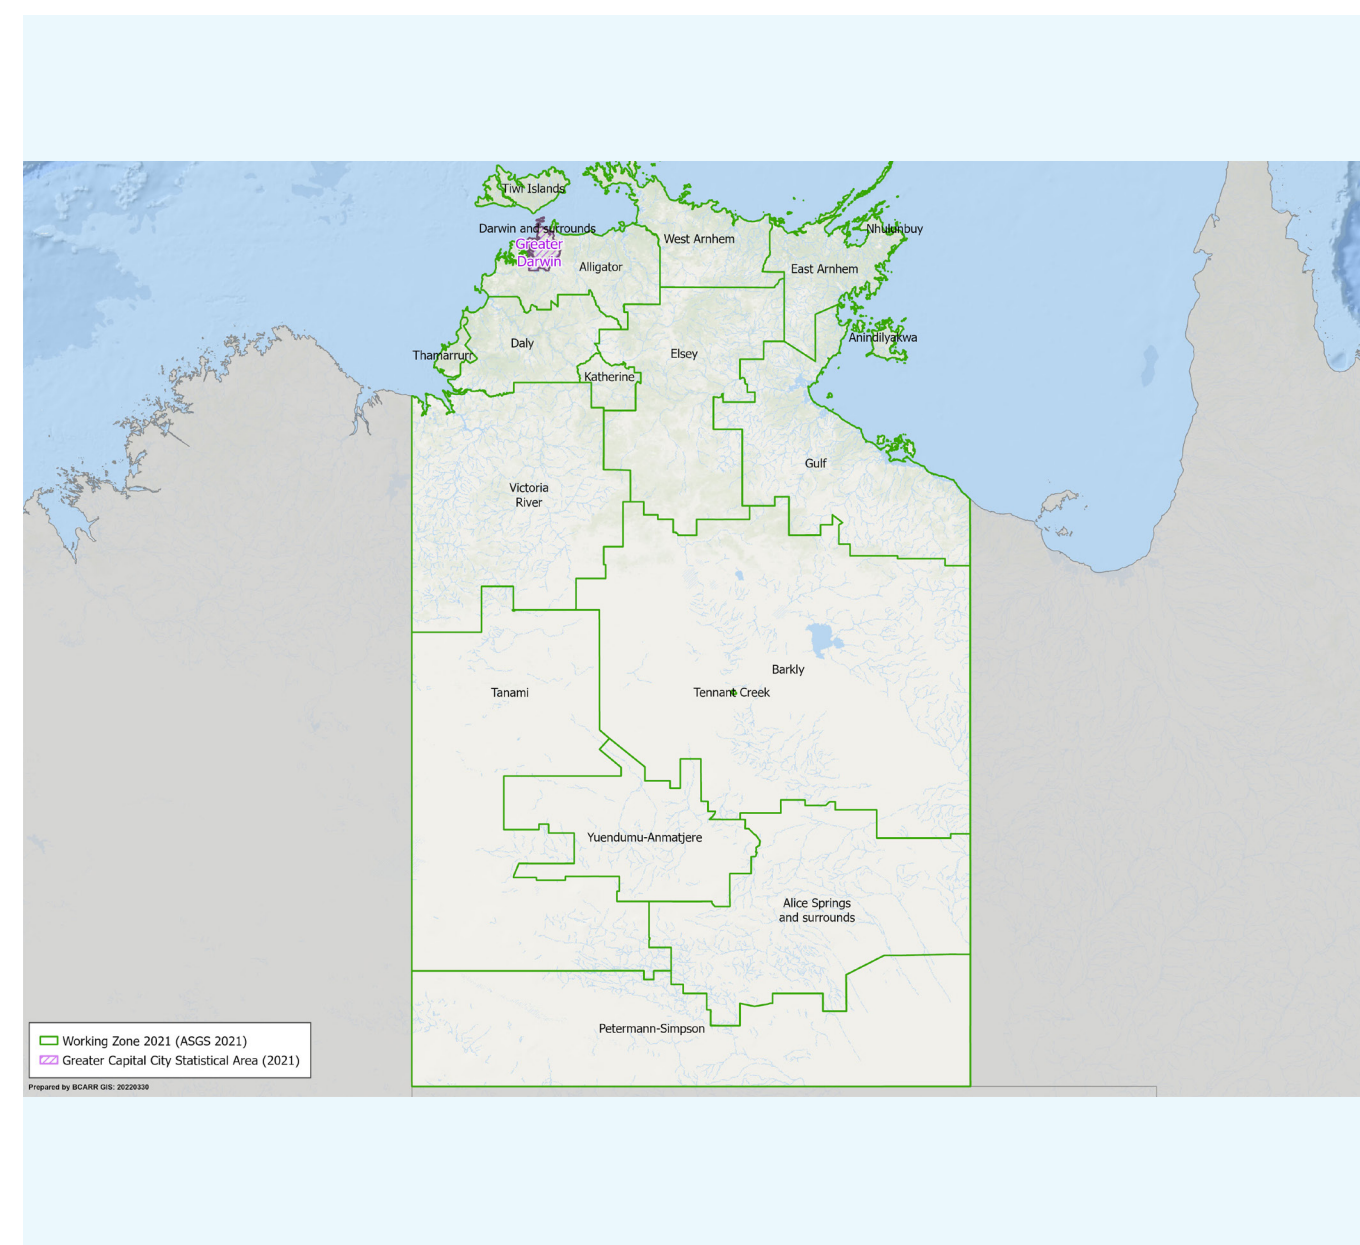 Tiwi Islands
Darwin and surrounds
Nhulunbuy
West Arnhem
Greater
Darwin
Alligator
East Arnhem
Anindilyakwa
Daly
Thamarrurr
Elsey
Katherine
Gulf
Victoria
River
Barkly
Tanami
Tennant Creek
Yuendumu-Anmatjere
Alice Springs
and surrounds
Petermann-Simpson
Working Zone 2021 (ASGS 2021)
Greater Capital City Statistical Area (2021)
Prepared by BCARR GIS: 20220330